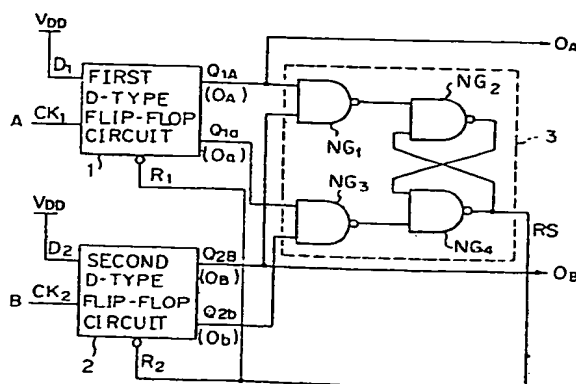 VDD
D1
A CK1
FIRST
D-TYPE
FLIP-FLOP
CIRCUIT
1
R1
Q1A
(OA)
Q1a
(Oa)
NG1
NG2
NG3
NG4
3
OA
RS
VDD
D2
B CK2
SECOND
D-TYPE
FLIP-FLOP
CIRCUIT
2
R2
Q2B
(OB)
Q2b
(Ob)
OB